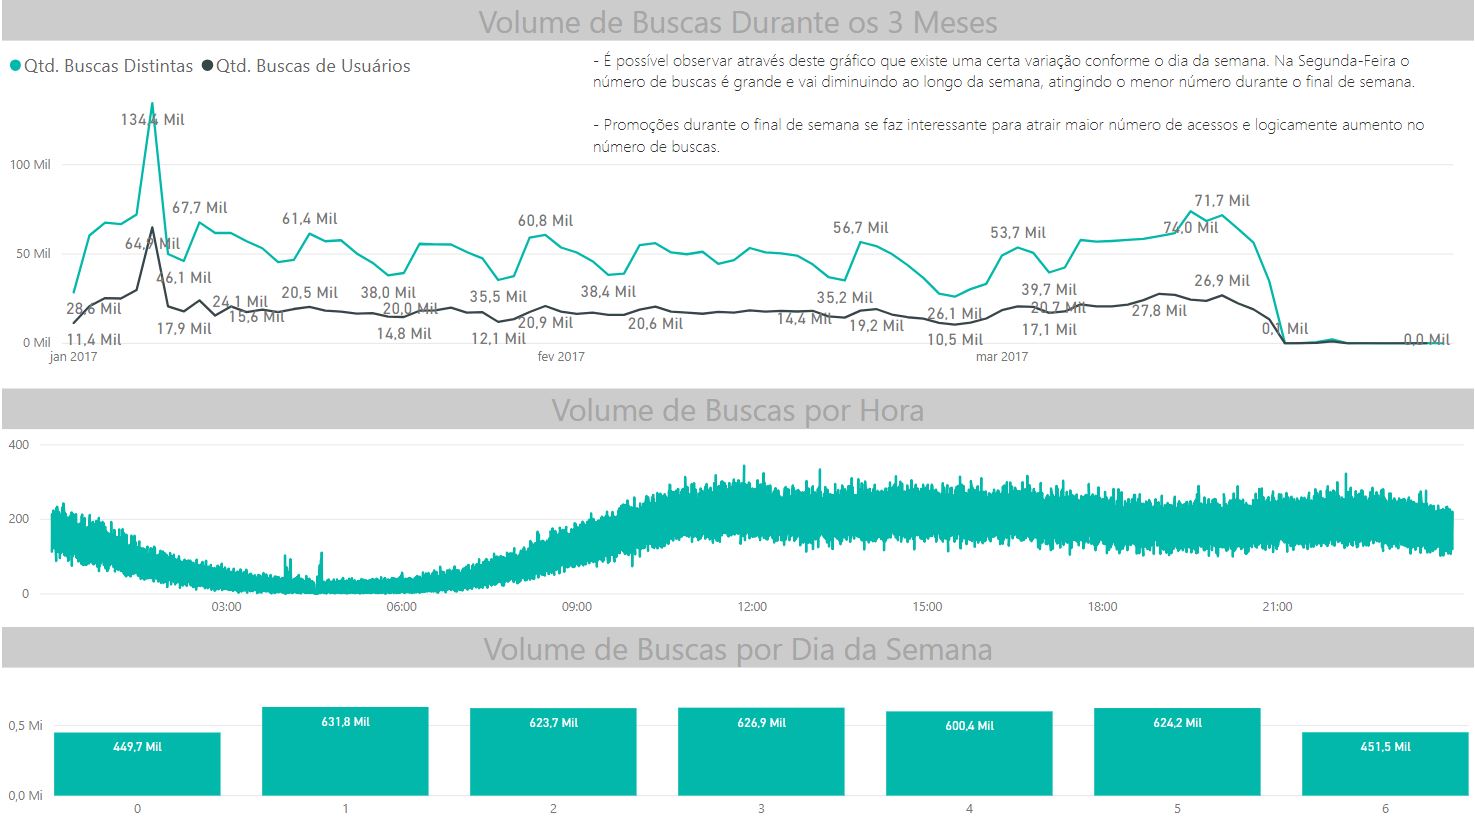 Volume de Buscas Durante os 3 Meses
Qtd. Buscas Distintas Qtd. Buscas de Usuários
- É possível observar através deste gráfico que existe uma certa variação conforme o dia da semana. Na Segunda-Feira o
número de buscas é grande e vai diminuindo ao longo da semana, atingindo o menor número durante o final de semana.
- Promoções durante o final de semana se faz interessante para atrair maior número de acessos e logicamente aumento no
número de buscas.
134,4 Mil
100 Mil
67,7 Mil
61,4 Mil
60,8 Mil
56,7 Mil
53,7 Mil
71,7 Mil
74,0 Mil
64,9 Mil
50 Mil
46,1 Mil
28,6 Mil
24,1 Mil
20,5 Mil
38,0 Mil
20,0 Mil
35,5 Mil
38,4 Mil
35,2 Mil
26,1 Mil
39,7 Mil
20,7 Mil
26,9 Mil
27,8 Mil
11,4 Mil
17,9 Mil
15,6 Mil
14,8 Mil
12,1 Mil
20,9 Mil
20,6 Mil
14,4 Mil
19,2 Mil
10,5 Mil
17,1 Mil
0,1 Mil
0,0 Mil
0 Mil
jan 2017 fev 2017 mar 2017
Volume de Buscas por Hora
400
200
0
03:00 06:00 09:00 12:00 15:00 18:00 21:00
Volume de Buscas por Dia da Semana
0,5 Mi
449,7 Mil 631,8 Mil 623,7 Mil 626,9 Mil 600,4 Mil 624,2 Mil 451,5 Mil
0,0 Mi
0 1 2 3 4 5 6